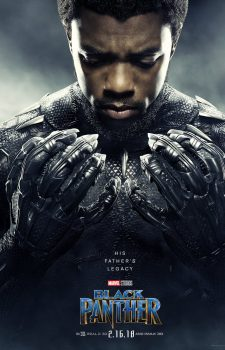 HIS
FATHER'S
LEGACY
MARVEL STUDIOS
BLACK
PANTHER
2.16.18